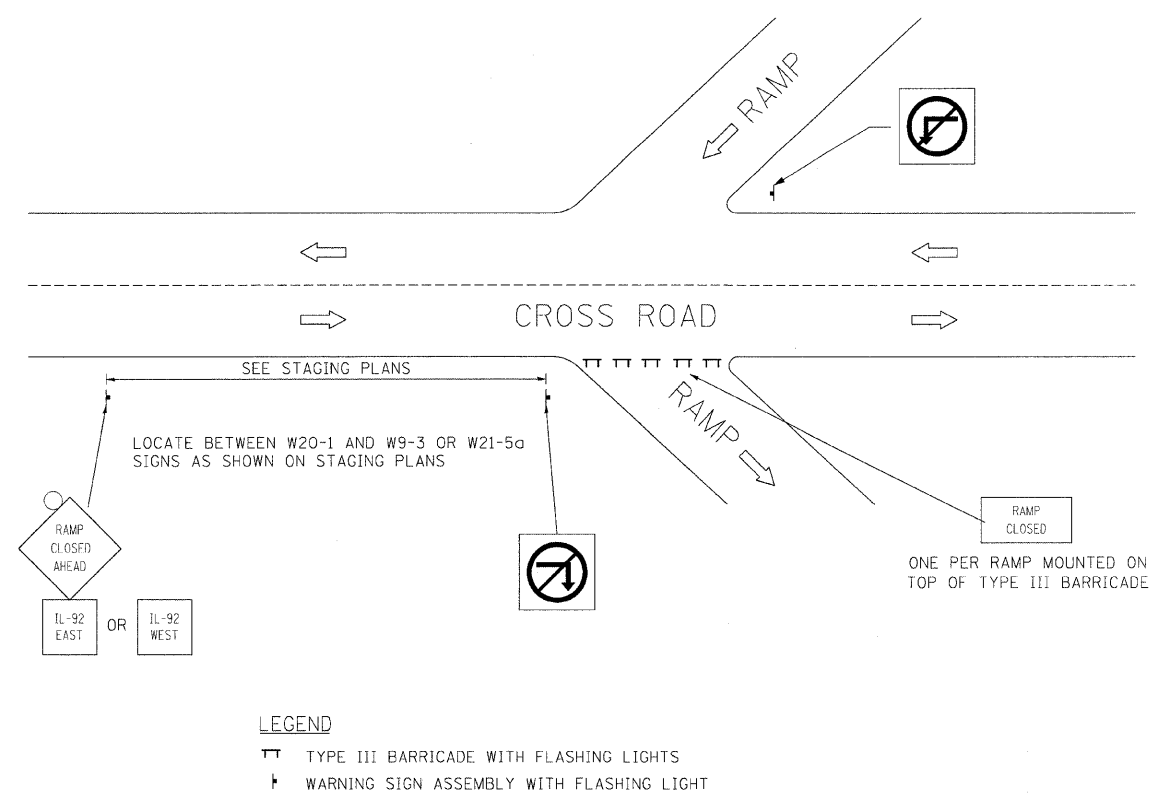 RAMP
CROSS ROAD
SEE STAGING PLANS
RAMP
LOCATE BETWEEN W20-1 AND W9-3 OR W21-5a
SIGNS AS SHOWN ON STAGING PLANS
RAMP
CLOSED
AHEAD
IL-92
EAST
OR
IL-92
WEST
RAMP
CLOSED
ONE PER RAMP MOUNTED ON
TOP OF TYPE III BARRICADE
LEGEND
TYPE III BARRICADE WITH FLASHING LIGHTS
WARNING SIGN ASSEMBLY WITH FLASHING LIGHT